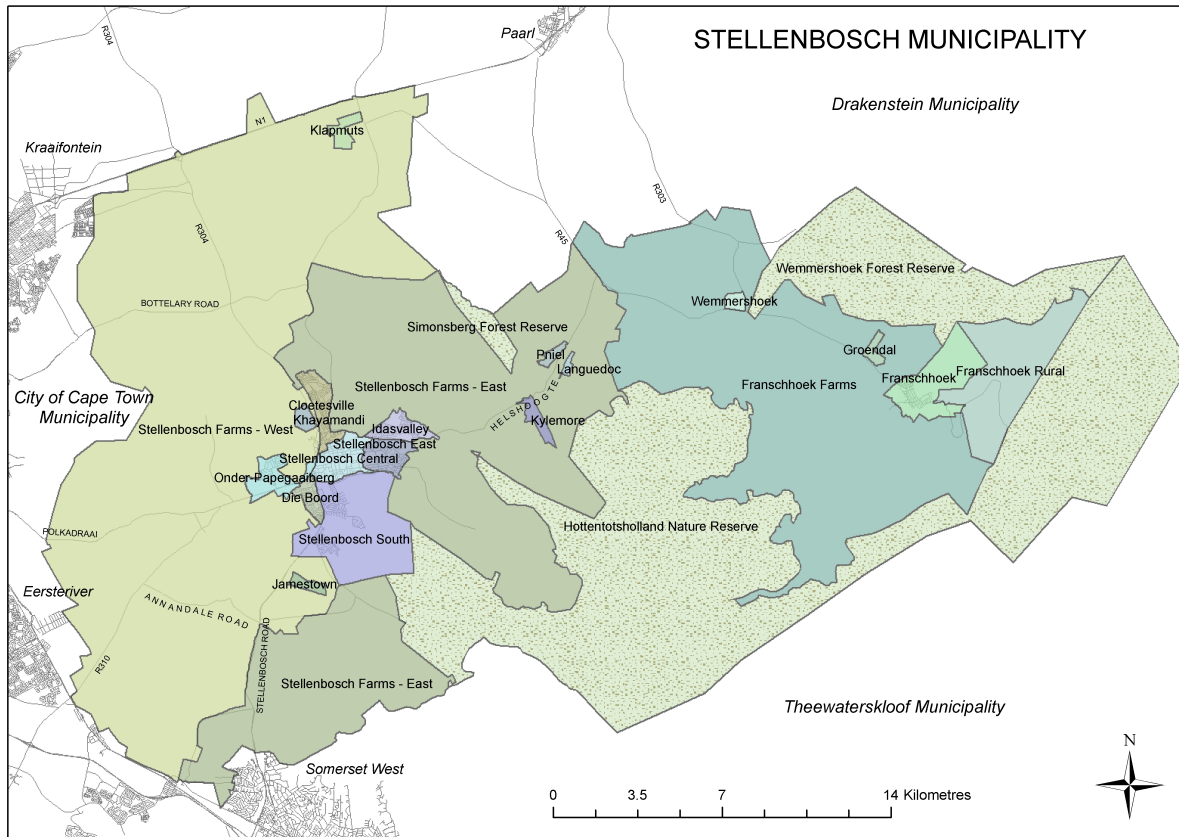 R304
Paarl
STELLENBOSCH MUNICIPALITY
Drakenstein Municipality
N1
Klapmuts
Kraaifontein
R303
R304
R45
Wemmershoek Forest Reserve
BOTTELARY ROAD
Wemmershoek
Simonsberg Forest Reserve
Pniel
Groendal
Languedoc
Franschhoek
Franschhoek Rural
Stellenbosch Farms - East
Franschhoek Farms
City of Cape Town
Municipality
Cloetesville
HELSHOOGTE
Khayamandi
Kylemore
Stellenbosch Farms - West
Idasvalley
Stellenbosch East
Stellenbosch Central
Onder-Papegaaiberg
Die Boord
Hottentotsholland Nature Reserve
POLKADRAAI
Stellenbosch South
Jamestown
Eersteriver
ANNANDALE ROAD
STELLENBOSCH ROAD
R310
Stellenbosch Farms - East
Theewaterskloof Municipality
Somerset West
N
0 3.5 7 14 Kilometres